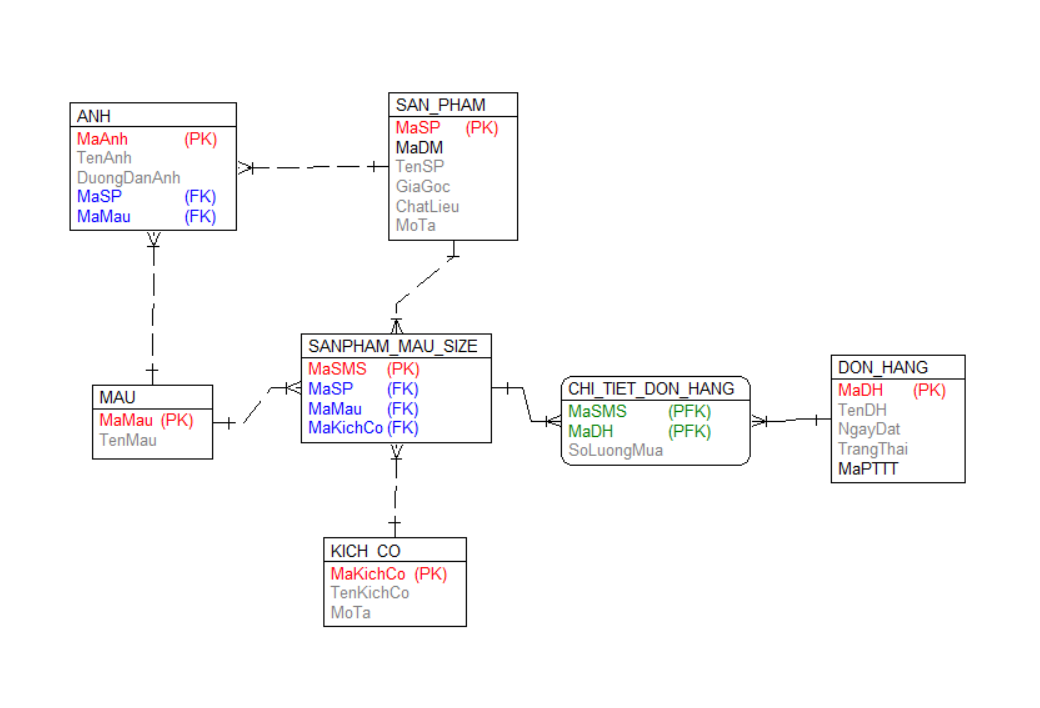 ANH
MaAnh (PK)
TenAnh
DuongDanAnh
MaSP (FK)
MaMau (FK)
SAN_PHAM
MaSP (PK)
MaDM
TenSP
GiaGoc
ChatLieu
MoTa
SANPHAM_MAU_SIZE
MaSMS (PK)
MaSP (FK)
MaMau (FK)
MaKichCo (FK)
MAU
MaMau (PK)
TenMau
CHI_TIET_DON_HANG
MaSMS (PFK)
MaDH (PFK)
SoLuongMua
DON_HANG
MaDH (PK)
TenDH
NgayDat
TrangThai
MaPTTT
KICH_CO
MaKichCo (PK)
TenKichCo
MoTa